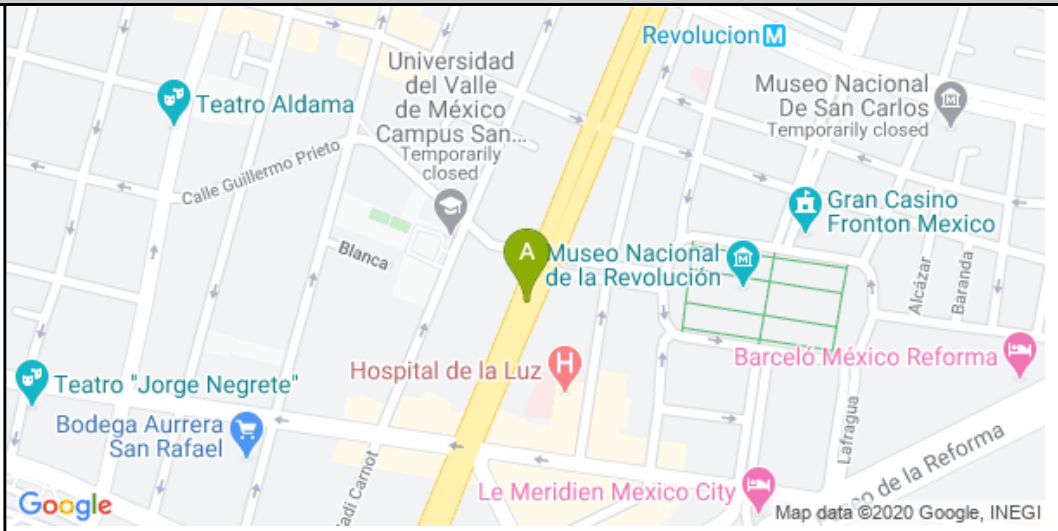 Revolucion M
Universidad
del Valle
de México
Campus San...
Temporarily
closed
Museo Nacional
De San Carlos
Temporarily closed
Teatro Aldama
Calle Guillermo Prieto
Gran Casino
Fronton Mexico
Blanca
A
Museo Nacional
de la Revolución
Alcázar
Baranda
Barceló México Reforma
Hospital de la Luz
H
Teatro "Jorge Negrete"
Bodega Aurrera
San Rafael
Lafragua
adi Carnot
o de la Reforma
Le Meridien Mexico City
Google
Map data ©2020 Google, INEGI